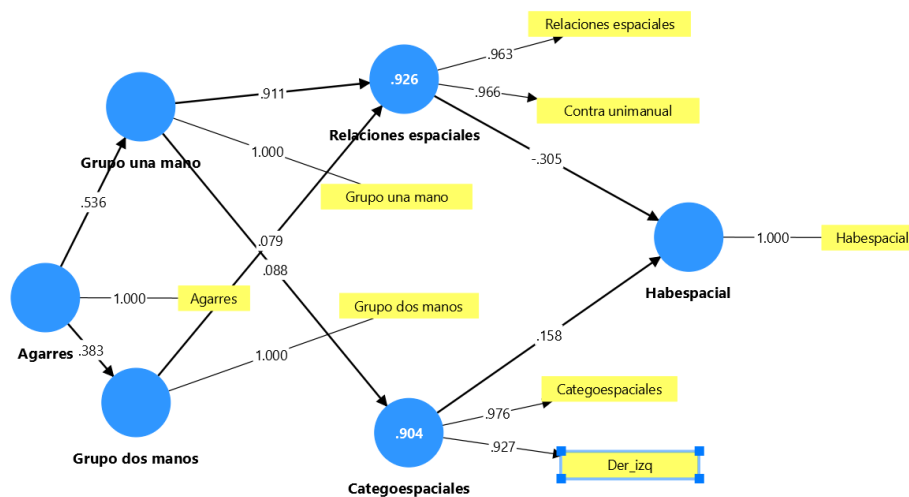 Relaciones espaciales
.963
.926
.966
Contra unimanual
.911
Relaciones espaciales
Grupo una mano
1.000
-.305
Grupo una mano
.536
.079
1.000
Habespacial
.088
1.000
Agarres
Habespacial
Grupo dos manos
Agarres
.383
1.000
.158
Categoespaciales
.976
.904
.927
Grupo dos manos
Der_izq
Categoespaciales